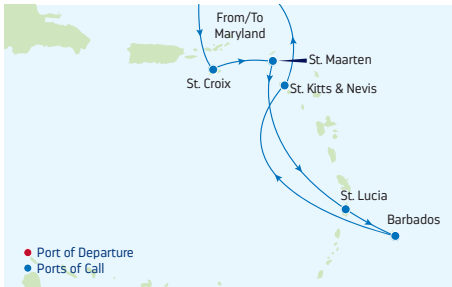 From/To
Maryland
St. Maarten
St. Croix
St. Kitts & Nevis
St. Lucia
Barbados
Port of Departure
Ports of Call